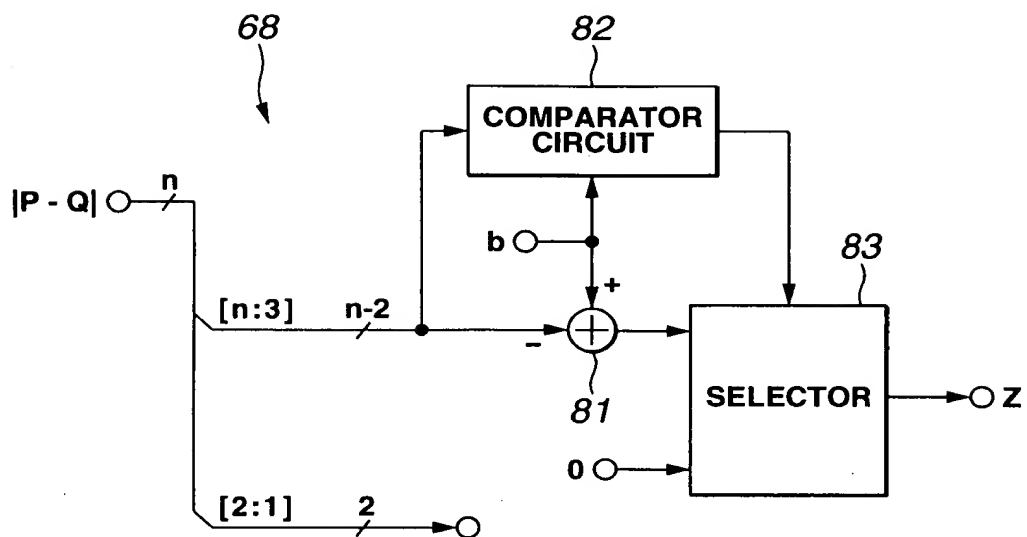 68
82
COMPARATOR
CIRCUIT
|P - Q|
n
b
83
+
[n:3]
n-2
-
+
81
SELECTOR
Z
0
[2:1]
2